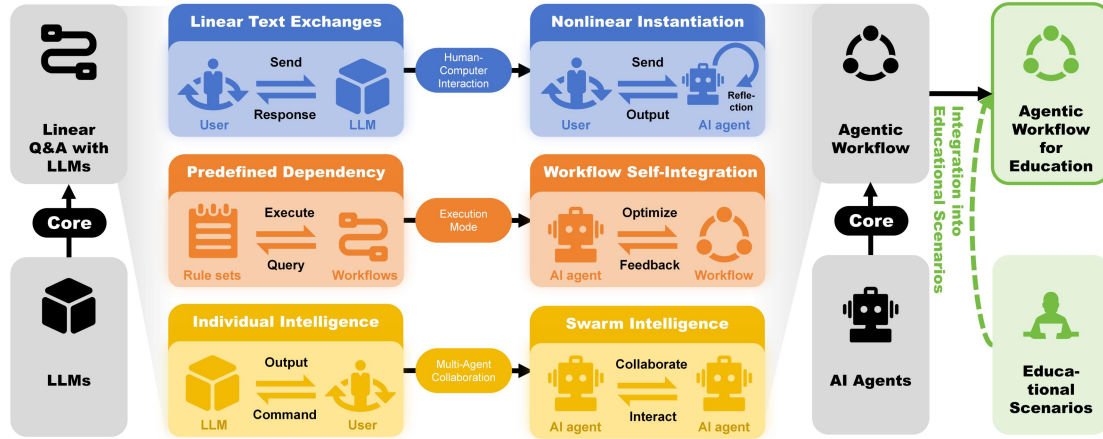 Linear
Q&A with
LLMs
Core
LLMs
Linear Text Exchanges
Send
Response
User
LLM
Human-
Computer
Interaction
Nonlinear Instantiation
Send
Output
Refle-
ction
User
AI agent
Predefined Dependency
Execute
Query
Rule sets
Workflows
Execution
Mode
Workflow Self-Integration
Optimize
Feedback
AI agent
Workflow
Individual Intelligence
Output
Command
LLM
User
Multi-Agent
Collaboration
Swarm Intelligence
Collaborate
Interact
AI agent
AI agent
Agentic
Workflow
Core
AI Agents
Integration into
Educational Scenarios
Agentic
Workflow
for
Education
Educa-
tional
Scenarios